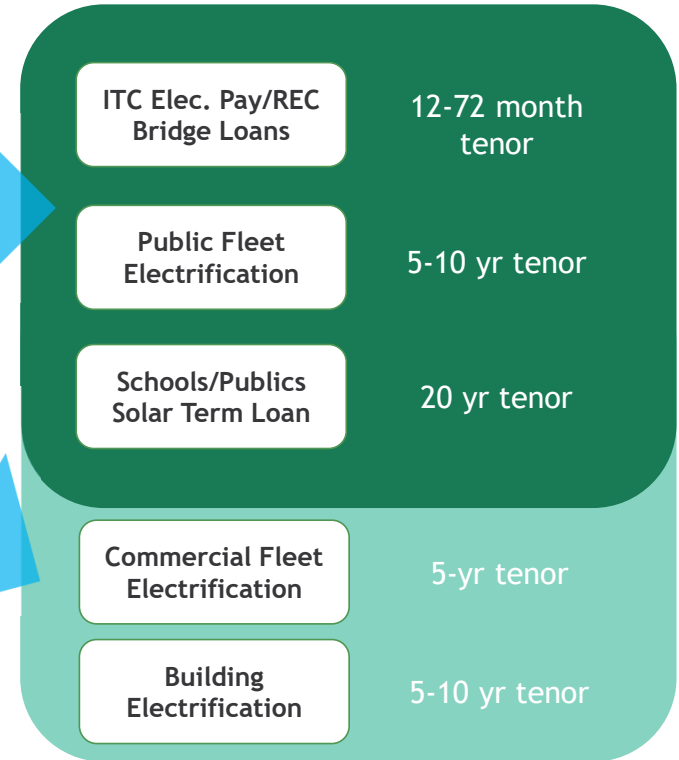 ITC Elec. Pay/REC
Bridge Loans
12-72 month
tenor
Public Fleet
Electrification
5-10 yr tenor
Schools/Publics
Solar Term Loan
20 yr tenor
Commercial Fleet
Electrification
5-yr tenor
Building
Electrification
5-10 yr tenor